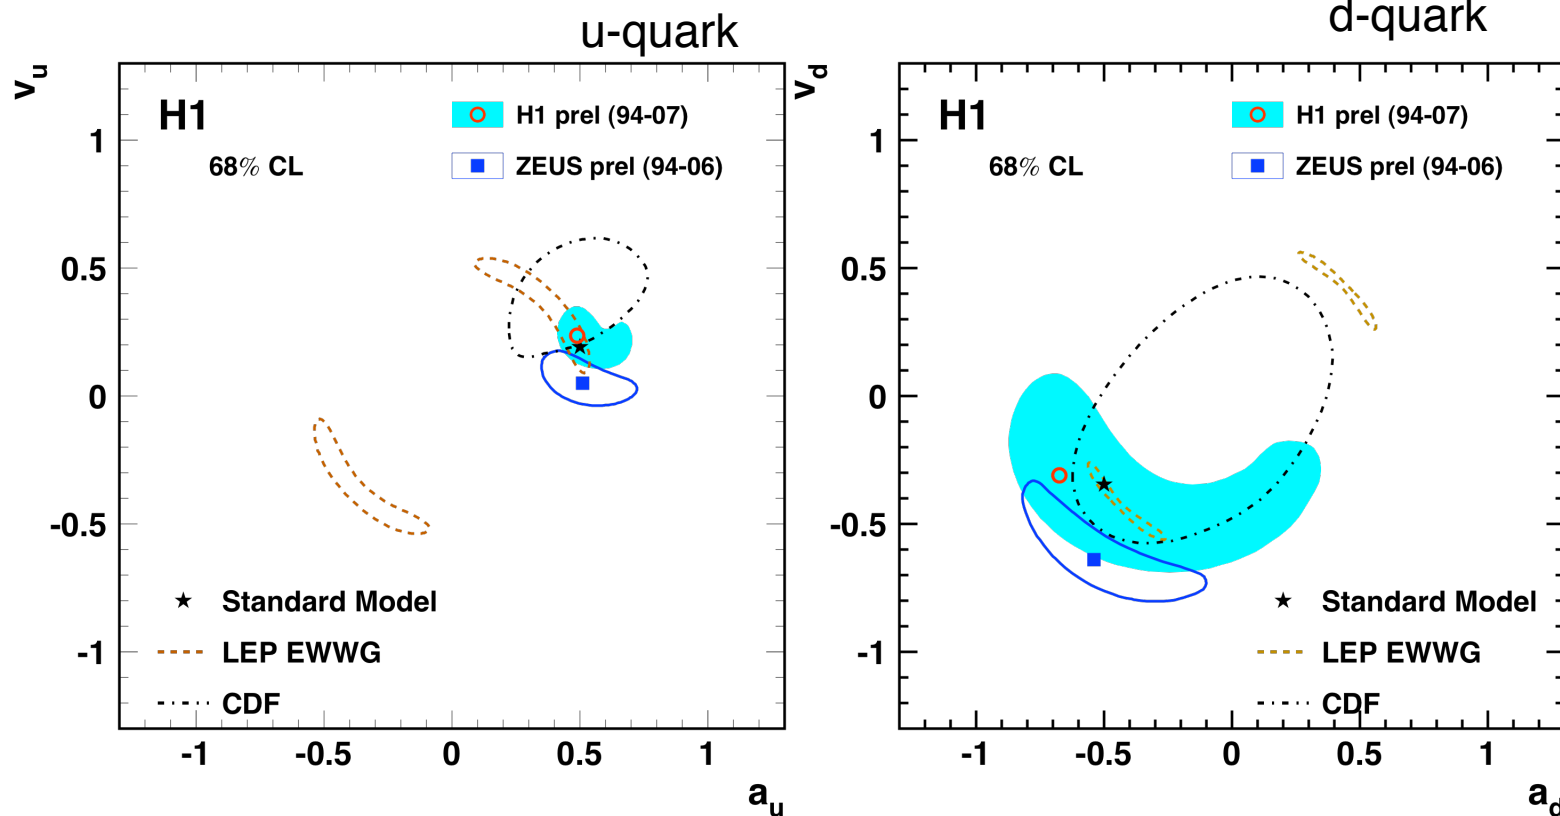 u-quark
v_u
H1
H1 prel (94-07)
68% CL
ZEUS prel (94-06)
1
0.5
0
-0.5
-1
Standard Model
LEP EWWG
CDF
-1 -0.5 0 0.5 1
a_u
d-quark
v_d
H1
H1 prel (94-07)
68% CL
ZEUS prel (94-06)
1
0.5
0
-0.5
-1
Standard Model
LEP EWWG
CDF
-1 -0.5 0 0.5 1
a_d